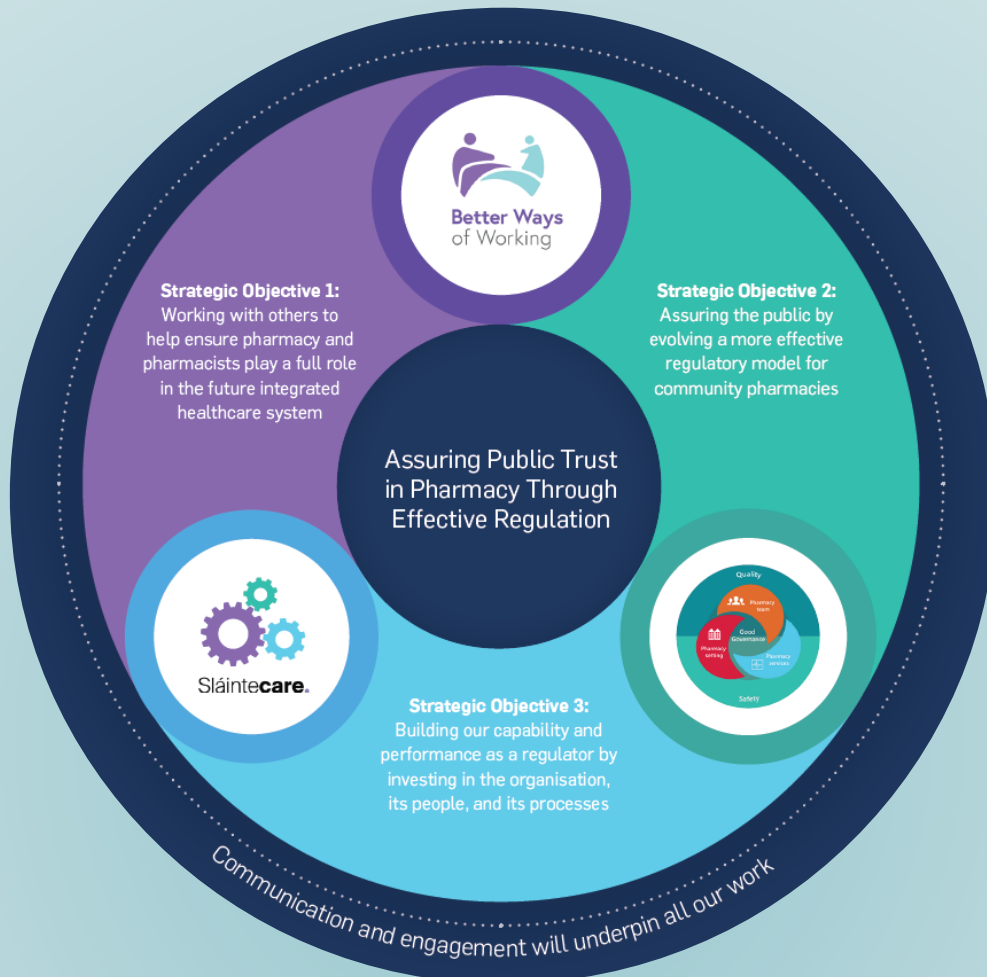 Better Ways
of Working
Strategic Objective 1:
Working with others to
help ensure pharmacy and
pharmacists play a full role
in the future integrated
healthcare system
Strategic Objective 2:
Assuring the public by
evolving a more effective
regulatory model for
community pharmacies
Assuring Public Trust
in Pharmacy Through
Effective Regulation
Sláintecare.
Quality
Pharmacy
team
Good
Governance
Pharmacy
setting
Pharmacy
services
Safety
Strategic Objective 3:
Building our capability and
performance as a regulator by
investing in the organisation,
its people, and its processes
Communication and engagement will underpin all our work